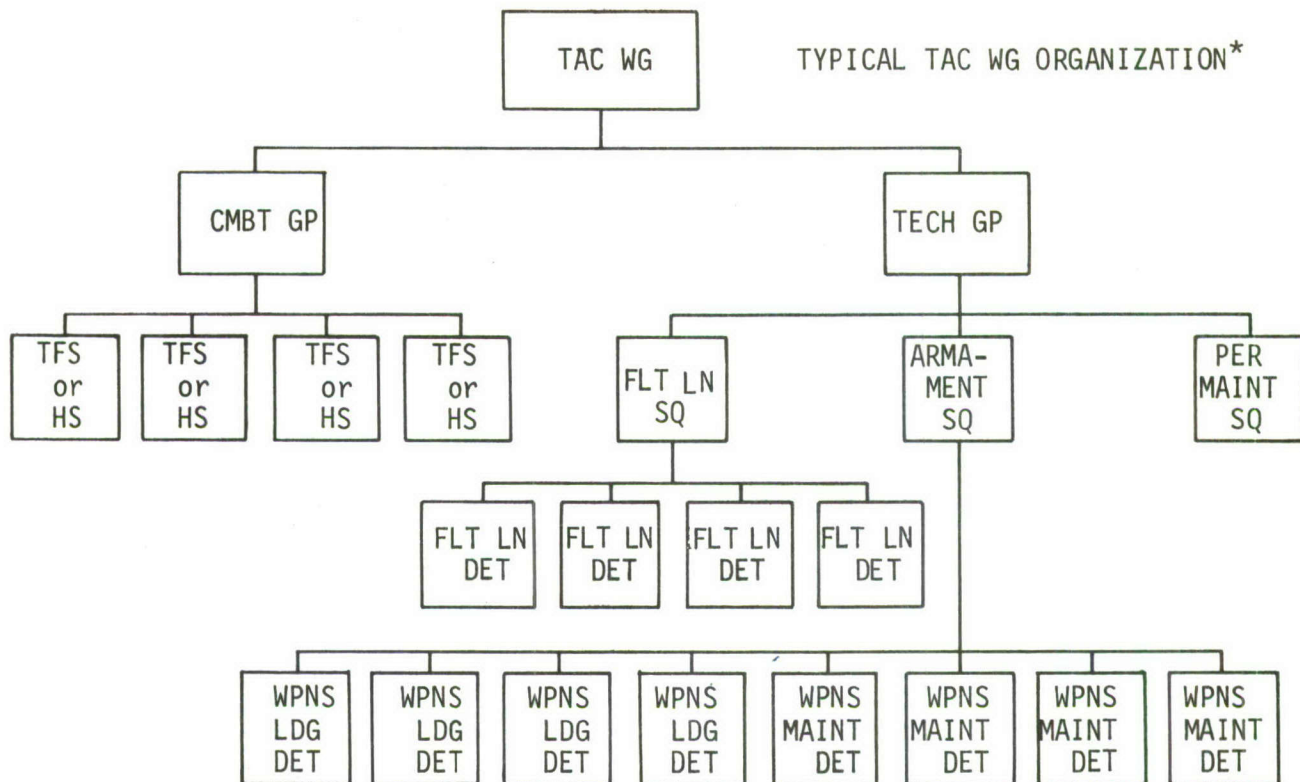 TAC WG
TYPICAL TAC WG ORGANIZATION*
CMBT GP
TECH GP
TFS
or
HS
TFS
or
HS
TFS
or
HS
TFS
or
HS
FLT LN
SQ
ARMA-
MENT
SQ
PER
MAINT
SQ
FLT LN
DET
FLT LN
DET
FLT LN
DET
FLT LN
DET
WPNS
LDG
DET
WPNS
LDG
DET
WPNS
LDG
DET
WPNS
LDG
DET
WPNS
MAINT
DET
WPNS
MAINT
DET
WPNS
MAINT
DET
WPNS
MAINT
DET